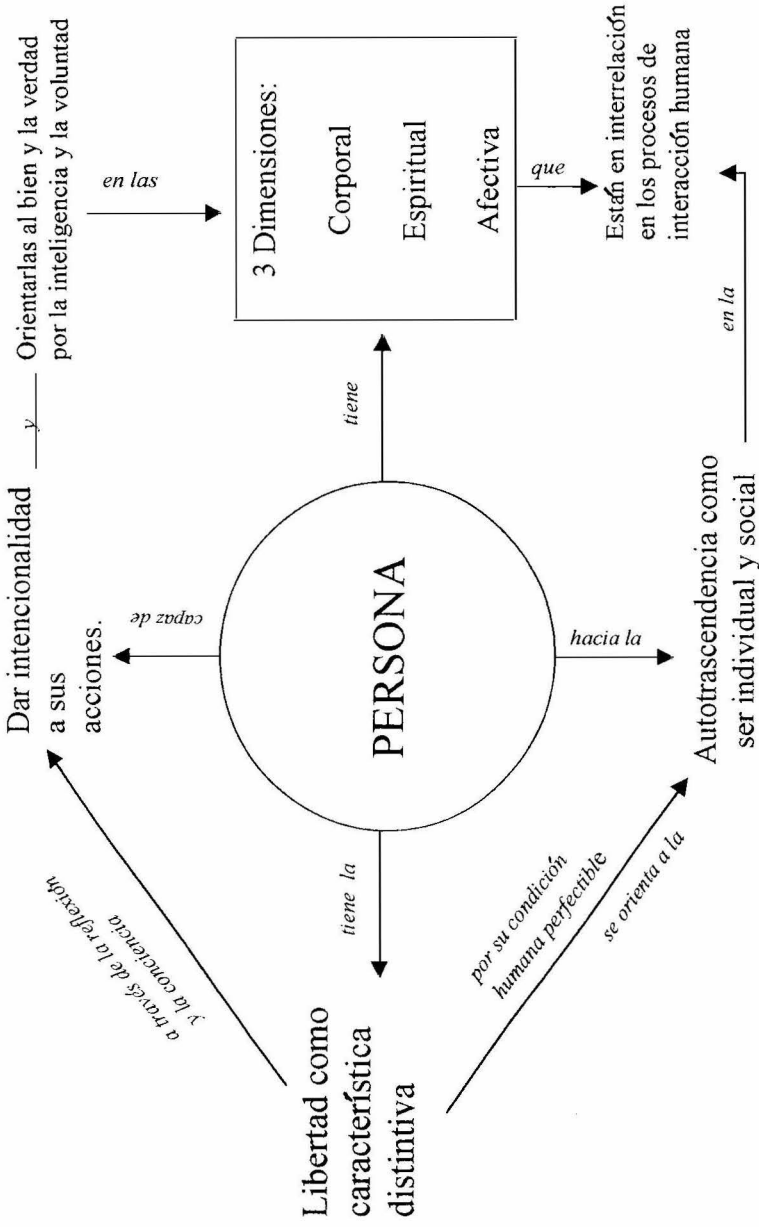 Dar intencionalidad
a sus
acciones.
y
Orientarlas al bien y la verdad
por la inteligencia y la voluntad
a través de la reflexión
y la conciencia
capaz de
en las
Libertad como
característica
distintiva
tiene la
PERSONA
tiene
3 Dimensiones:
Corporal
Espiritual
Afectiva
que
por su condición
humana perfectible
se orienta a la
hacia la
Están en interrelación
en los procesos de
interacción humana
en la
Autotrascendencia como
ser individual y social